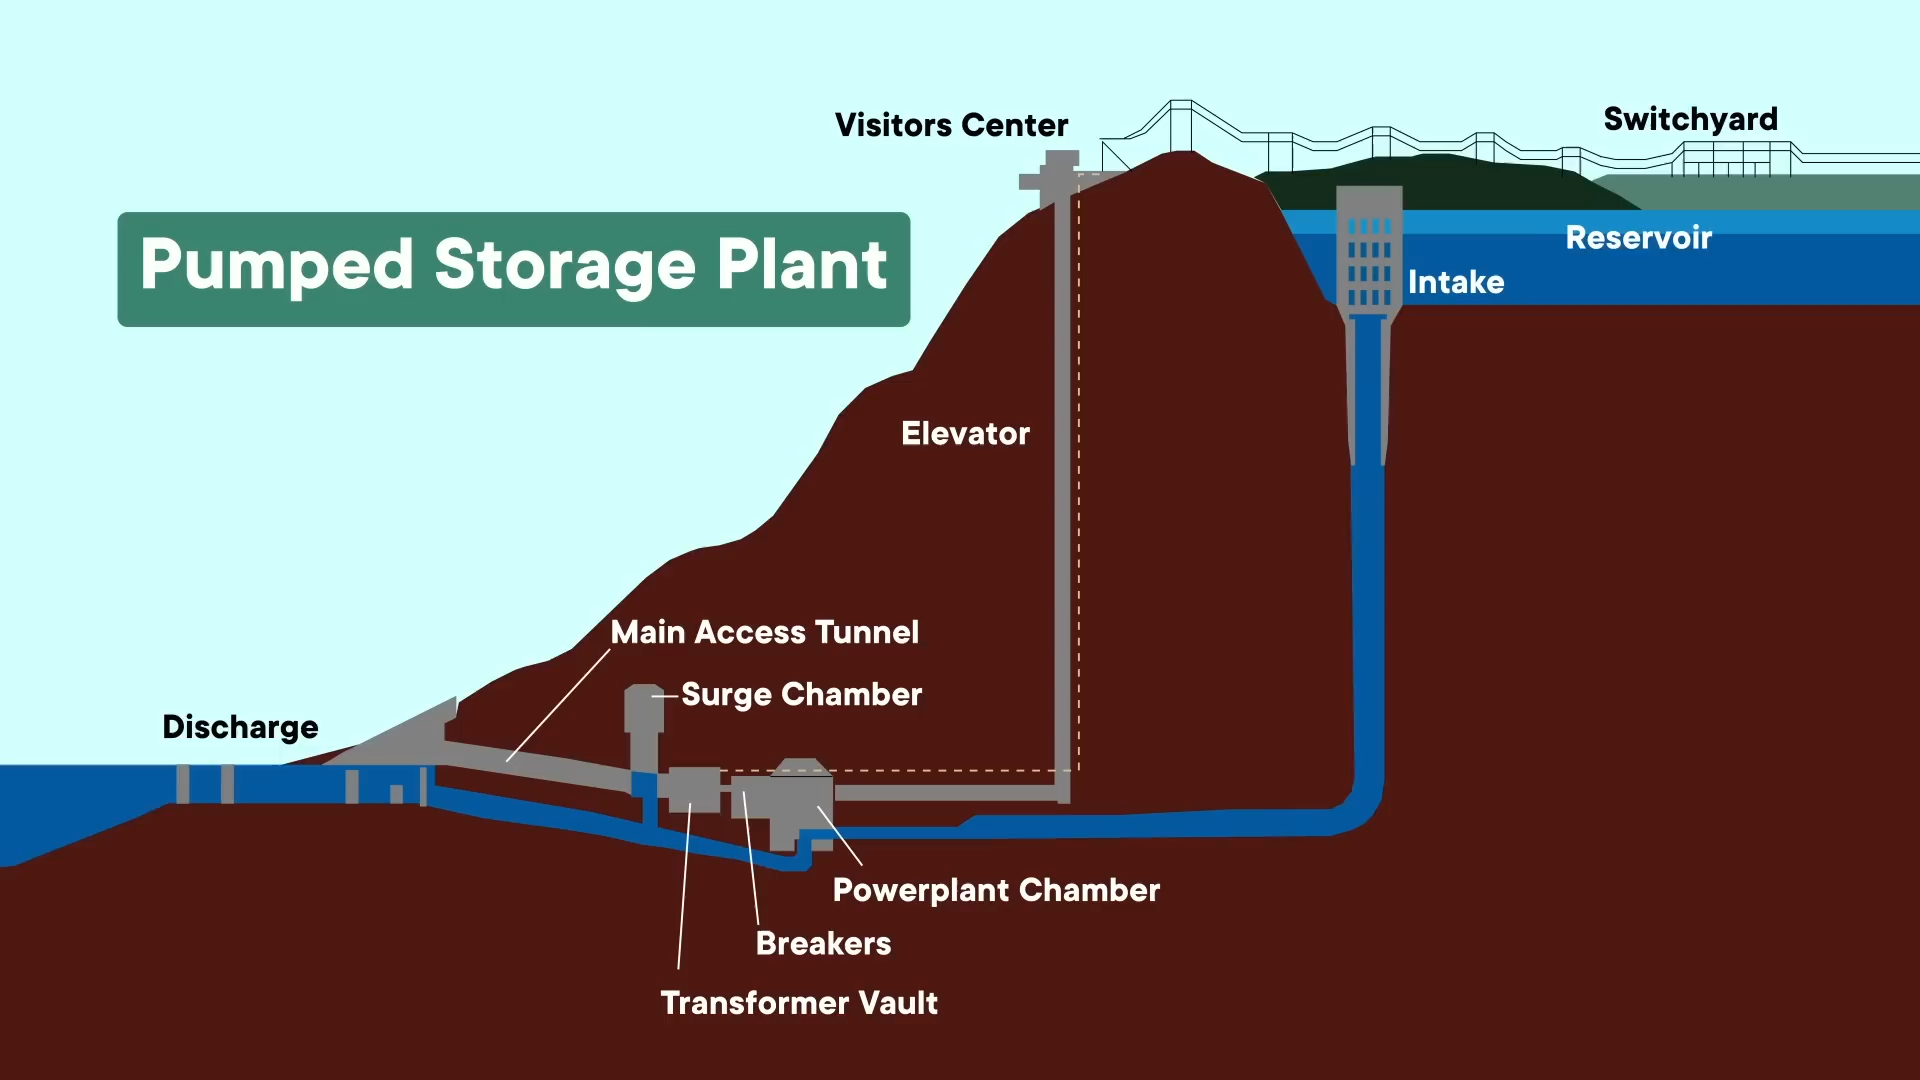 Visitors Center
Switchyard
Pumped Storage Plant
Reservoir
Intake
Elevator
Main Access Tunnel
Surge Chamber
Discharge
Powerplant Chamber
Breakers
Transformer Vault